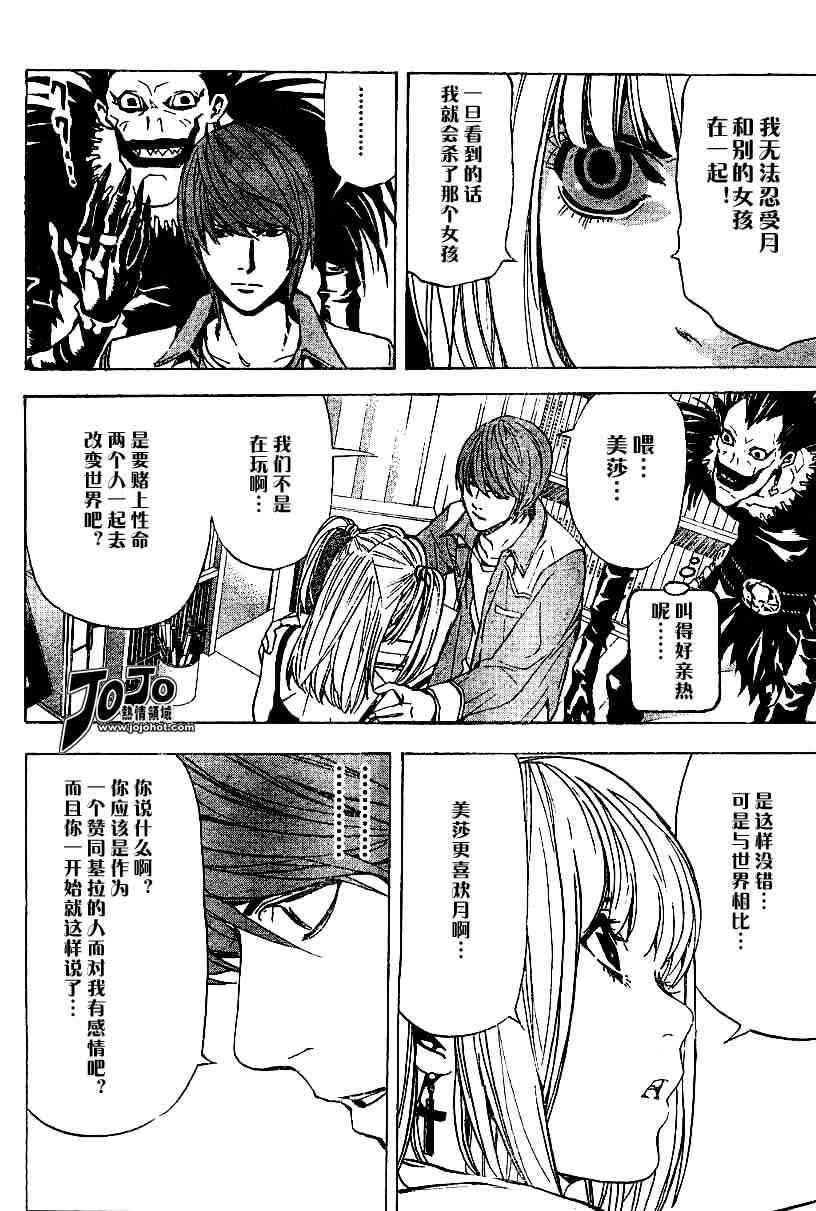 我无法忍受月
和别的女孩
在一起！
一旦看到的话
我就会杀了那个女孩
…………
喂…
美莎…
叫得好亲热
呢……
我们不是
在玩啊…
是要赌上性命
两个人一起去
改变世界吧？
JOJO
熱情領域
www.jojohot.com
是这样没错…
可是与世界相比…
美莎更喜欢月啊…
…………
…………
你说什么啊？
你应该是作为
一个赞同基拉的人而对我有感情吧？
而且你一开始就这样说了…